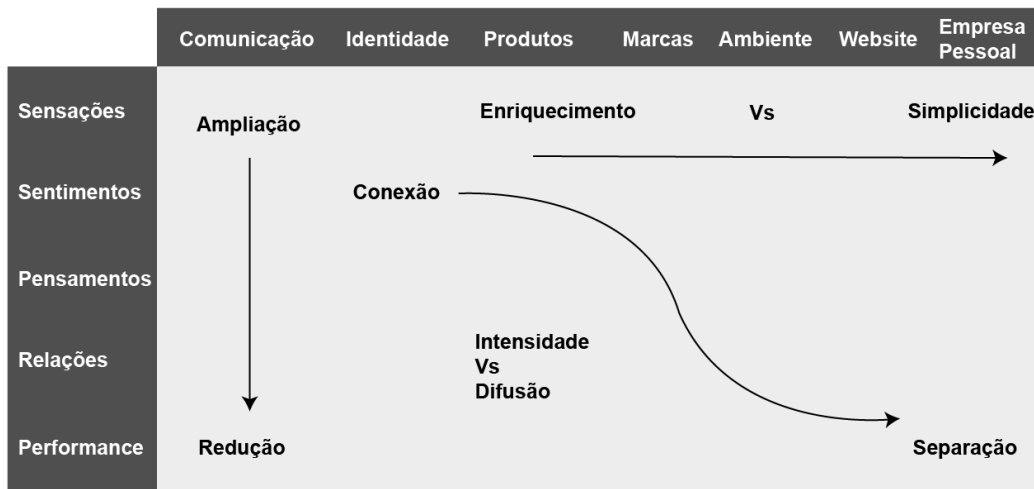 Comunicação Identidade Produtos Marcas Ambiente Website Empresa Pessoal
Sensações Ampliação Enriquecimento Vs Simplicidade
Sentimentos Conexão
Pensamentos
Relações Intensidade
Vs
Difusão
Performance Redução Separação